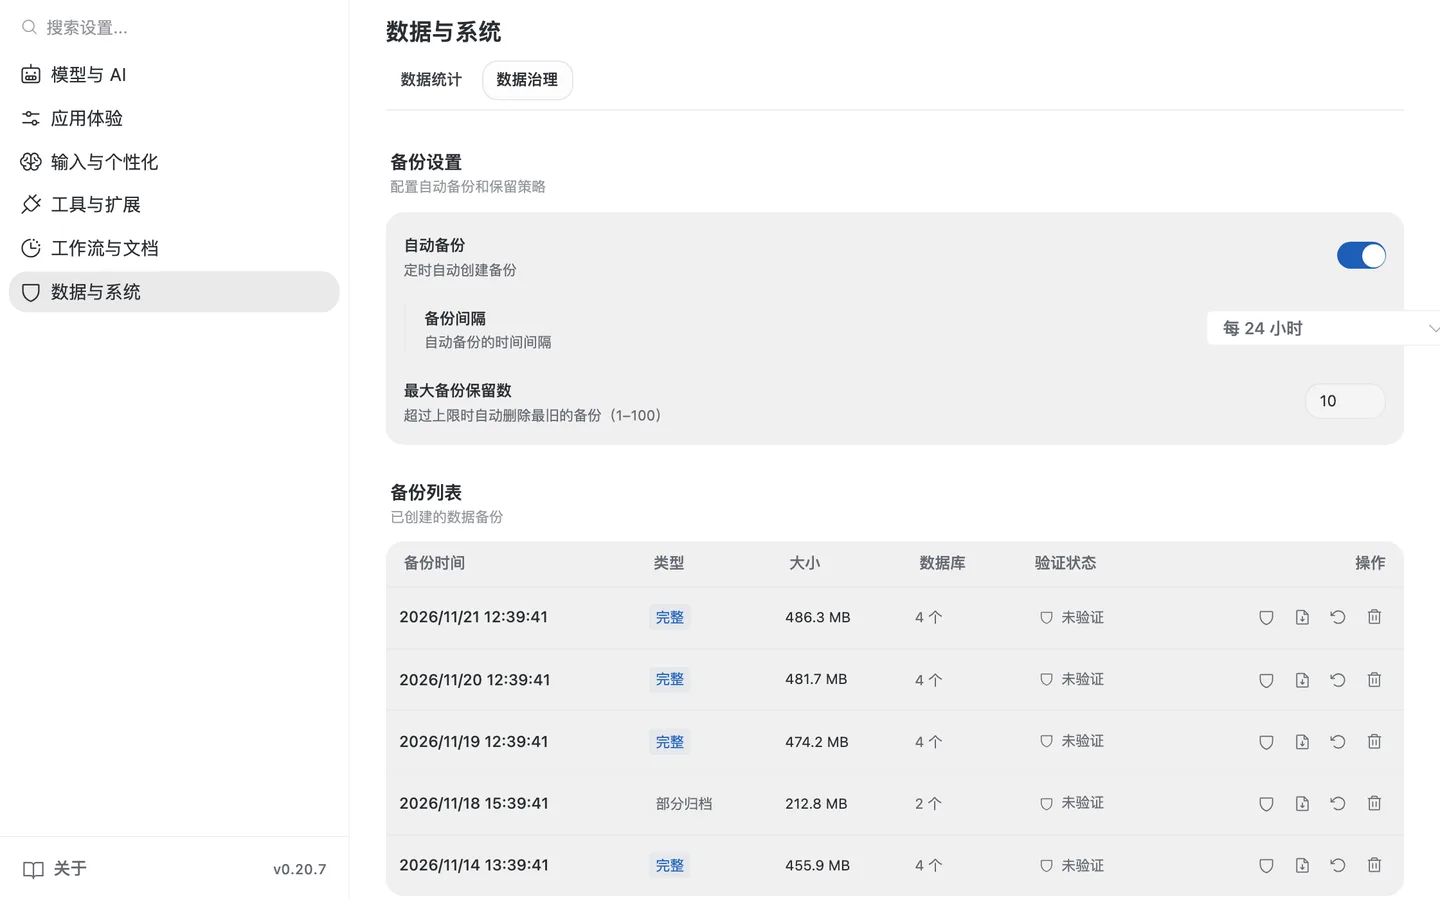 搜索设置...
模型与 AI
应用体验
输入与个性化
工具与扩展
工作流与文档
数据与系统
关于
v0.20.7
数据与系统
数据统计
数据治理
备份设置
配置自动备份和保留策略
自动备份
定时自动创建备份
备份间隔
自动备份的时间间隔
每 24 小时
最大备份保留数
超过上限时自动删除最旧的备份（1–100）
10
备份列表
已创建的数据备份
备份时间 类型 大小 数据库 验证状态 操作
2026/11/21 12:39:41 完整 486.3 MB 4 个 未验证
2026/11/20 12:39:41 完整 481.7 MB 4 个 未验证
2026/11/19 12:39:41 完整 474.2 MB 4 个 未验证
2026/11/18 15:39:41 部分归档 212.8 MB 2 个 未验证
2026/11/14 13:39:41 完整 455.9 MB 4 个 未验证